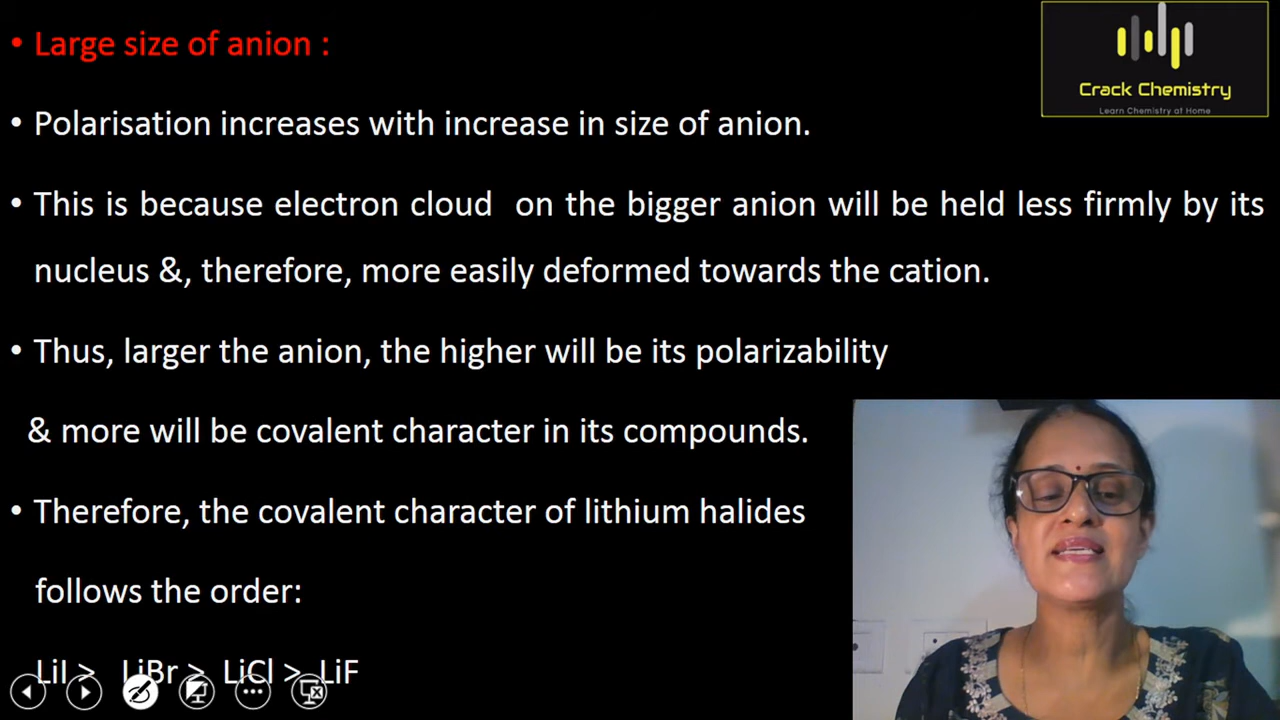 • Large size of anion :
Crack Chemistry
Learn Chemistry at Home
• Polarisation increases with increase in size of anion.
• This is because electron cloud on the bigger anion will be held less firmly by its
nucleus &, therefore, more easily deformed towards the cation.
• Thus, larger the anion, the higher will be its polarizability
& more will be covalent character in its compounds.
• Therefore, the covalent character of lithium halides
follows the order:
LiI > LiBr > LiCl > LiF